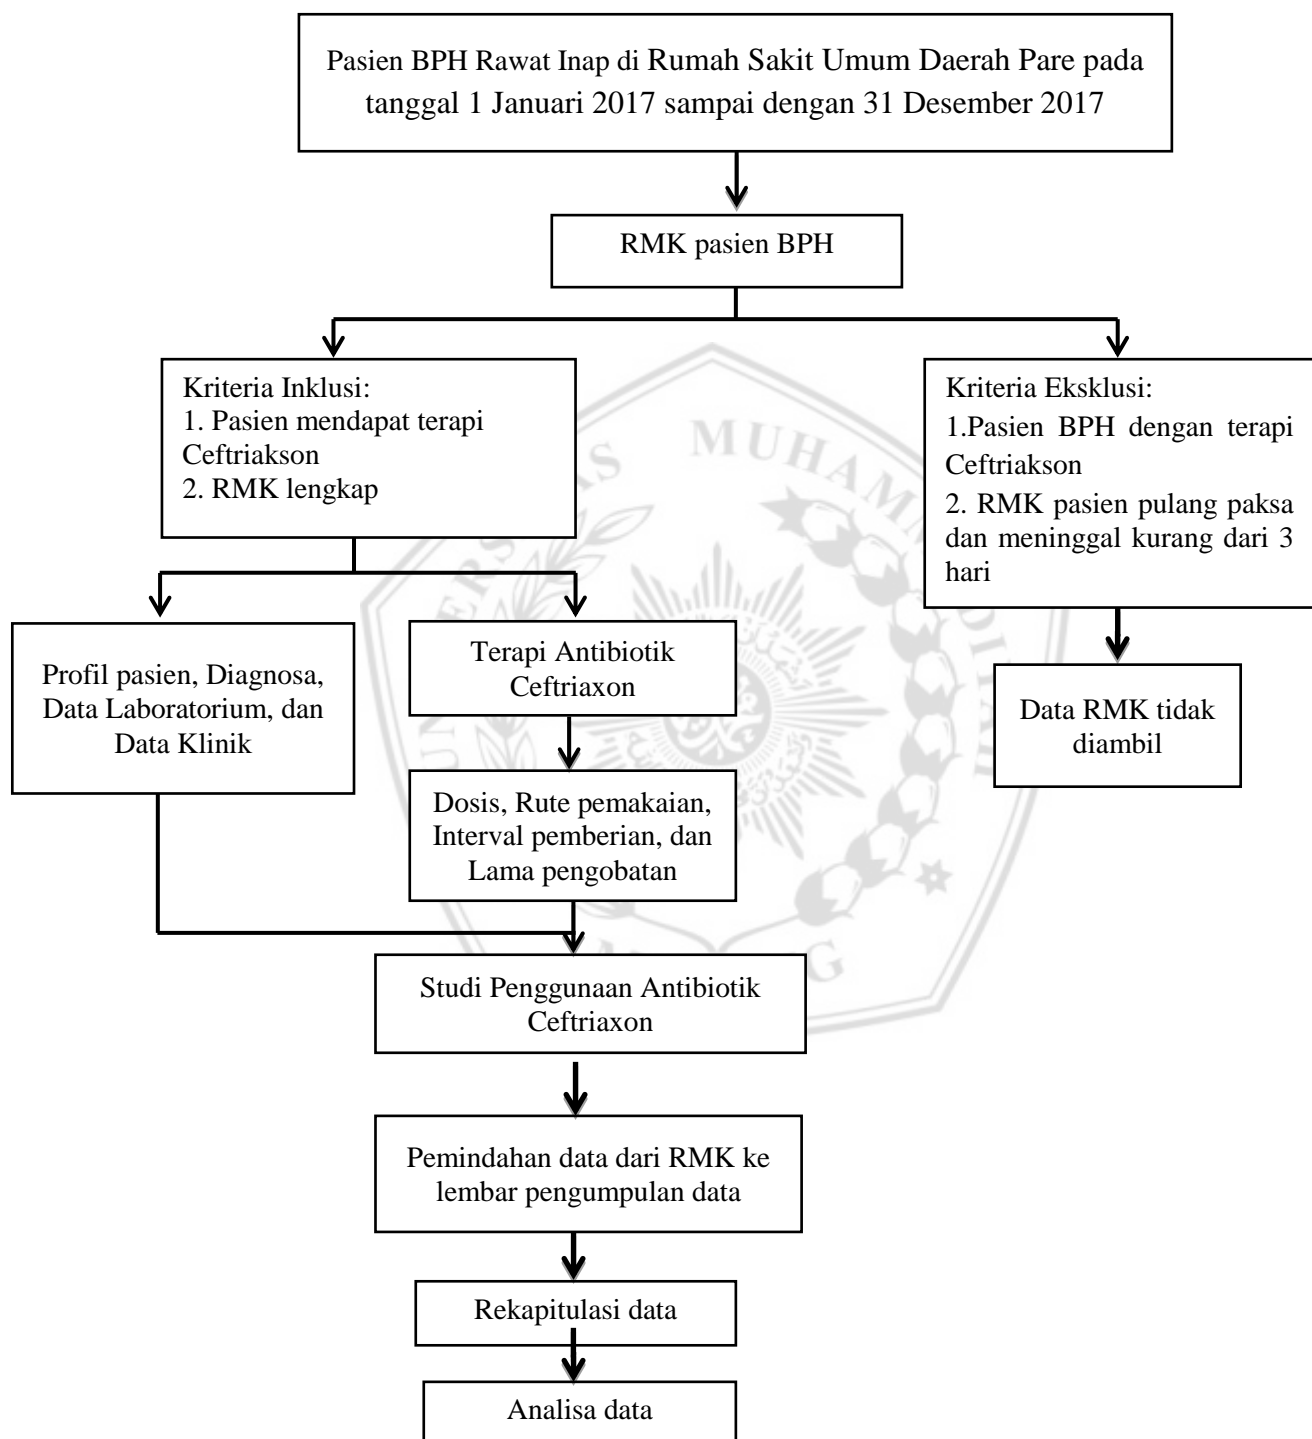 Pasien BPH Rawat Inap di Rumah Sakit Umum Daerah Pare pada
tanggal 1 Januari 2017 sampai dengan 31 Desember 2017
RMK pasien BPH
Kriteria Inklusi:
1. Pasien mendapat terapi
Ceftriakson
2. RMK lengkap
Kriteria Eksklusi:
1.Pasien BPH dengan terapi
Ceftriakson
2. RMK pasien pulang paksa
dan meninggal kurang dari 3
hari
Profil pasien, Diagnosa,
Data Laboratorium, dan
Data Klinik
Terapi Antibiotik
Ceftriaxon
Data RMK tidak
diambil
Dosis, Rute pemakaian,
Interval pemberian, dan
Lama pengobatan
Studi Penggunaan Antibiotik
Ceftriaxon
Pemindahan data dari RMK ke
lembar pengumpulan data
Rekapitulasi data
Analisa data